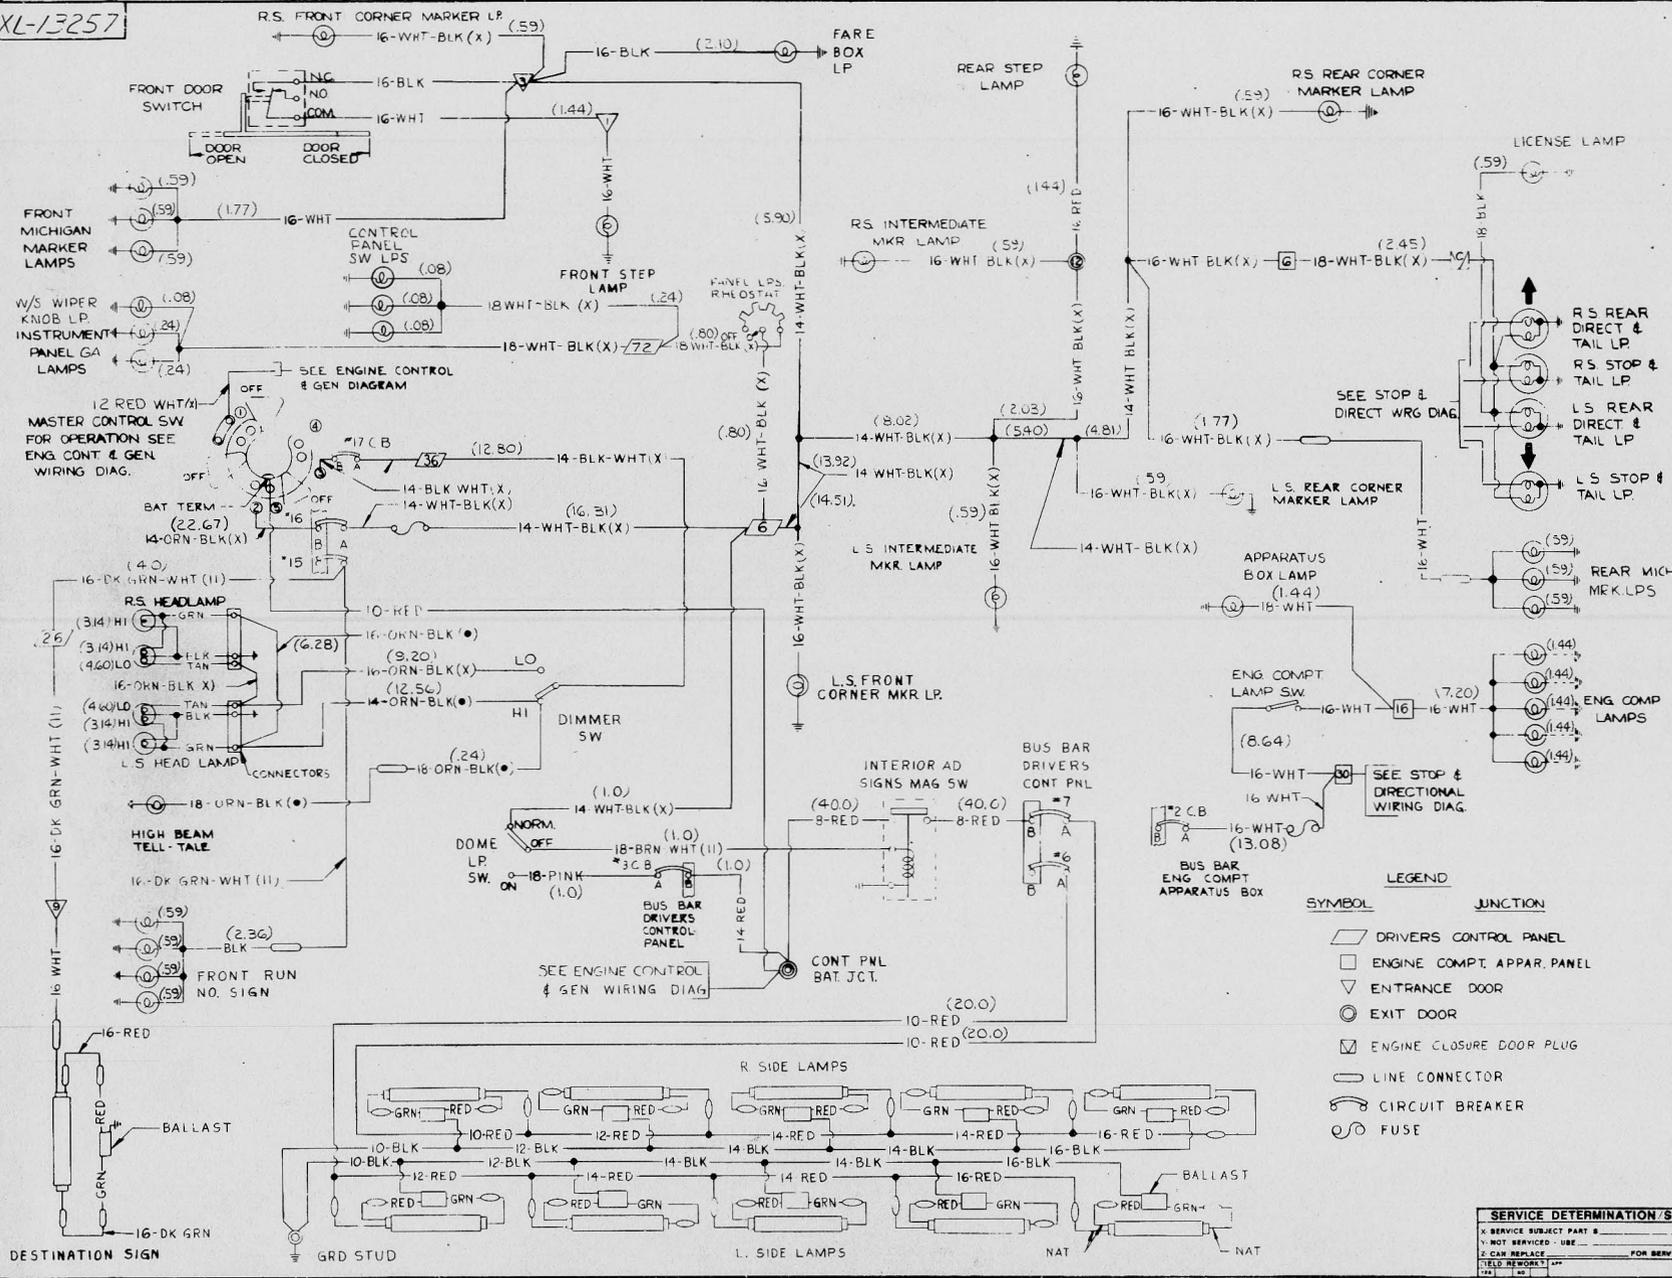 XL-13257
R.S. FRONT CORNER MARKER LP.
16-WHT-BLK(X)
(.59)
16-BLK
(2.10)
FARE
BOX
LP
FRONT DOOR
SWITCH
N.C.
N.O.
COM.
16-BLK
16-WHT
(1.44)
DOOR
OPEN
DOOR
CLOSED
1
16-WHT
FRONT STEP
LAMP
REAR STEP
LAMP
(144)
16 RED
RS REAR CORNER
MARKER LAMP
(.59)
16-WHT-BLK(X)
LICENSE LAMP
(.59)
18-BLK
FRONT
MICHIGAN
MARKER
LAMPS
(.59)
(.59)
(.59)
(1.77)
16-WHT
CONTROL
PANEL
SW LPS
(.08)
(.08)
(.08)
18WHT-BLK (X)
(.24)
W/S WIPER
KNOB LP.
INSTRUMENT
PANEL GA
LAMPS
(.08)
(.24)
(.24)
18-WHT-BLK(X)
72
(.80)
OFF
18 WHT-BLK(X)
PANEL LPS.
RHEOSTAT
(5.90)
14-WHT-BLK(X)
R.S. INTERMEDIATE
MKR LAMP
(59)
16-WHT BLK(X)
12
16-WHT BLK(X)
14-WHT BLK(X)
16-WHT BLK(X)
6
18-WHT-BLK(X)
(2.45)
R S REAR
DIRECT &
TAIL LP.
R.S. STOP &
TAIL LP.
L S REAR
DIRECT &
TAIL LP
L S STOP &
TAIL LP.
SEE STOP &
DIRECT WRG DIAG.
SEE ENGINE CONTROL
& GEN DIAGRAM
12 RED WHT(X)
MASTER CONTROL SW.
FOR OPERATION SEE
ENG. CONT. & GEN
WIRING DIAG.
OFF
1
4
OFF
OFF
BAT TERM
2
(22.67)
14-ORN-BLK(X)
#17 C B
B
A
36
(12.80)
14-BLK-WHT(X)
14-BLK WHT(X)
14-WHT-BLK(X)
#16
B
A
#15
(16.31)
14-WHT-BLK(X)
6
(.80)
16 WHT-BLK (X)
(8.02)
14-WHT-BLK(X)
(13.92)
14 WHT-BLK(X)
(14.51)
(2.03)
(5.40)
(4.81)
(1.77)
16-WHT-BLK(X)
.59
16-WHT-BLK(X)
L.S. REAR CORNER
MARKER LAMP
14-WHT-BLK(X)
(.59)
16-WHT BLK(X)
L S INTERMEDIATE
MKR. LAMP
16-WHT
(.59)
(.59)
(.59)
REAR MICH
MRK.LPS
APPARATUS
BOX LAMP
(1.44)
18-WHT
16-WHT-BLK(X)
L.S. FRONT
CORNER MKR LP.
(4.0)
16-DK GRN-WHT (11)
R.S. HEADLAMP
(3.14) HI
(3.14) HI
(4.60) LO
GRN
BLK
TAN
16-ORN-BLK X)
(4.60) LO
(3.14) HI
(3.14) HI
TAN
BLK
GRN
L.S HEAD LAMP
CONNECTORS
.26
10-RED
16-ORN-BLK(●)
(6.28)
(9.20)
16-ORN-BLK(X)
(12.56)
14-ORN-BLK(●)
LO
HI
DIMMER
SW
(.24)
18-ORN-BLK(●)
18-ORN-BLK(●)
HIGH BEAM
TELL-TALE
16-DK GRN-WHT(11)
16-DK GRN-WHT (11)
9
16 WHT
(.59)
(.59)
(.59)
(.59)
(2.36)
BLK
FRONT RUN
NO. SIGN
ENG COMPT.
LAMP S.W.
16-WHT
16
(7.20)
16-WHT
(1.44)
(1.44)
(1.44)
(1.44)
(1.44)
ENG COMP
LAMPS
(8.64)
16-WHT
30
16 WHT
SEE STOP &
DIRECTIONAL
WIRING DIAG.
#2 C.B
B
A
16-WHT
(13.08)
BUS BAR
ENG COMPT
APPARATUS BOX
INTERIOR AD
SIGNS MAG SW
BUS BAR
DRIVERS
CONT PNL
(40.0)
8-RED
(40.0)
8-RED
#7
B
A
#6
A
B
(1.0)
14-WHT-BLK(X)
DOME
LP.
SW.
NORM.
OFF
ON
18-BRN WHT(11)
(1.0)
18-PINK
(1.0)
#3 C B
A
B
(1.0)
BUS BAR
DRIVERS
CONTROL
PANEL
14-RED
SEE ENGINE CONTROL
& GEN WIRING DIAG
CONT PNL
BAT. JCT.
(20.0)
10-RED
10-RED
(20.0)
LEGEND
SYMBOL
JUNCTION
DRIVERS CONTROL PANEL
ENGINE COMPT. APPAR. PANEL
ENTRANCE DOOR
EXIT DOOR
ENGINE CLOSURE DOOR PLUG
LINE CONNECTOR
CIRCUIT BREAKER
FUSE
16-RED
RED
BALLAST
GRN
16-DK GRN
DESTINATION SIGN
R SIDE LAMPS
GRN
RED
GRN
RED
GRN
RED
GRN
RED
GRN
RED
10-RED
12-RED
14-RED
14-RED
16-RED
10-BLK
12-BLK
14-BLK
14-BLK
16-BLK
10-BLK.
12-BLK
14-BLK
14-BLK
16-BLK
12-RED
14-RED
14 RED
16-RED
BALLAST
RED
GRN
RED
GRN
RED
GRN
RED
GRN
RED
GRN
GRD STUD
L. SIDE LAMPS
NAT
NAT
SERVICE DETERMINATION/S
X-SERVICE SUBJECT PART &
Y-NOT SERVICED - USE
Z-CAN REPLACE
FOR SERV
FIELD REWORK?